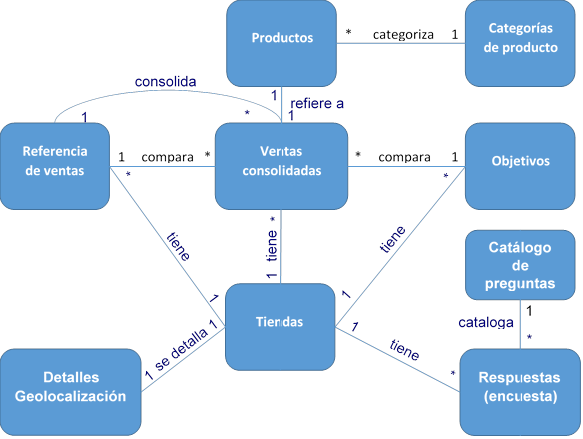 Productos
* categoriza 1
Categorías
de producto
consolida
1
1
refiere a
*
1
Referencia
de ventas
1 compara *
Ventas
consolidadas
* compara 1
Objetivos
*
*
tiene
tiene *
tiene
Catálogo
de
preguntas
1
1
1
1
cataloga
*
Tiendas
1 se detalla 1
1
tiene
*
Detalles
Geolocalización
Respuestas
(encuesta)